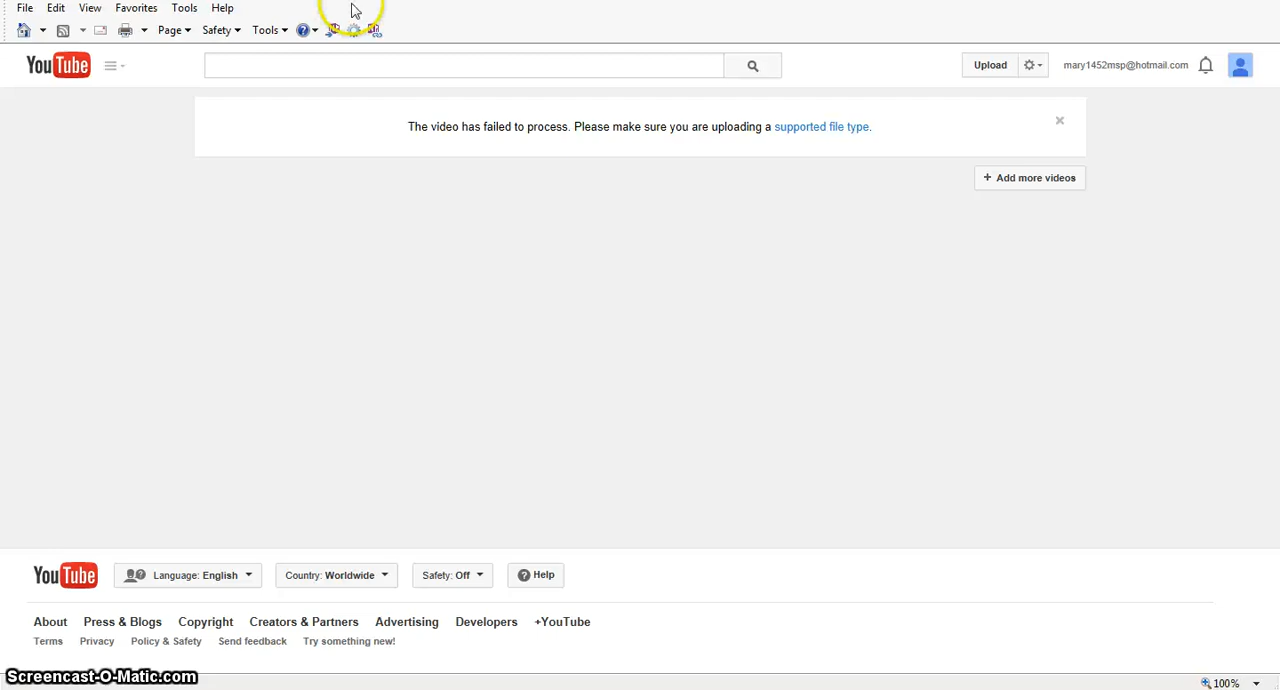 File Edit View Favorites Tools Help
Page Safety Tools
YouTube Upload mary1452msp@hotmail.com
The video has failed to process. Please make sure you are uploading a supported file type.
+ Add more videos
YouTube Language: English Country: Worldwide Safety: Off Help
About Press & Blogs Copyright Creators & Partners Advertising Developers +YouTube
Terms Privacy Policy & Safety Send feedback Try something new!
Screencast-O-Matic.com
100%